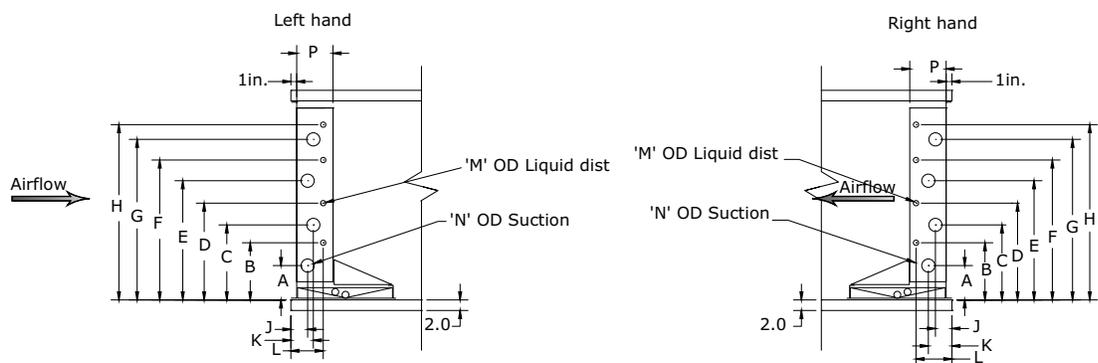 Left hand
Right hand
P
1in.
P
1in.
'M' OD Liquid dist
'M' OD Liquid dist
Airflow
Airflow
'N' OD Suction
'N' OD Suction
H
G
F
E
D
C
B
A
H
G
F
E
D
C
B
A
J
K
L
2.0
2.0
J
K
L